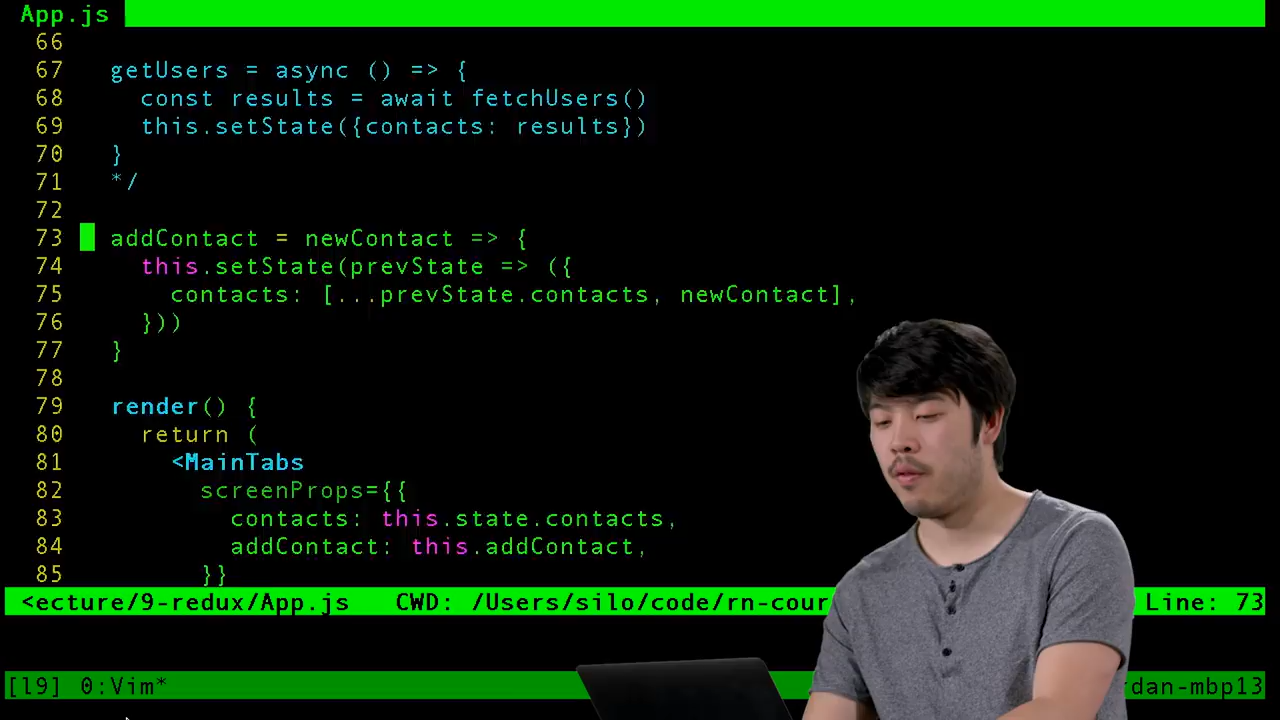 App.js
66
67   getUsers = async () => {
68     const results = await fetchUsers()
69     this.setState({contacts: results})
70   }
71   */
72
73   addContact = newContact => {
74     this.setState(prevState => ({
75       contacts: [...prevState.contacts, newContact],
76     }))
77   }
78
79   render() {
80     return (
81       <MainTabs
82         screenProps={{
83           contacts: this.state.contacts,
84           addContact: this.addContact,
85         }}
<ecture/9-redux/App.js   CWD: /Users/silo/code/rn-cour   Line: 73
[l9] 0:Vim*   rdan-mbp13